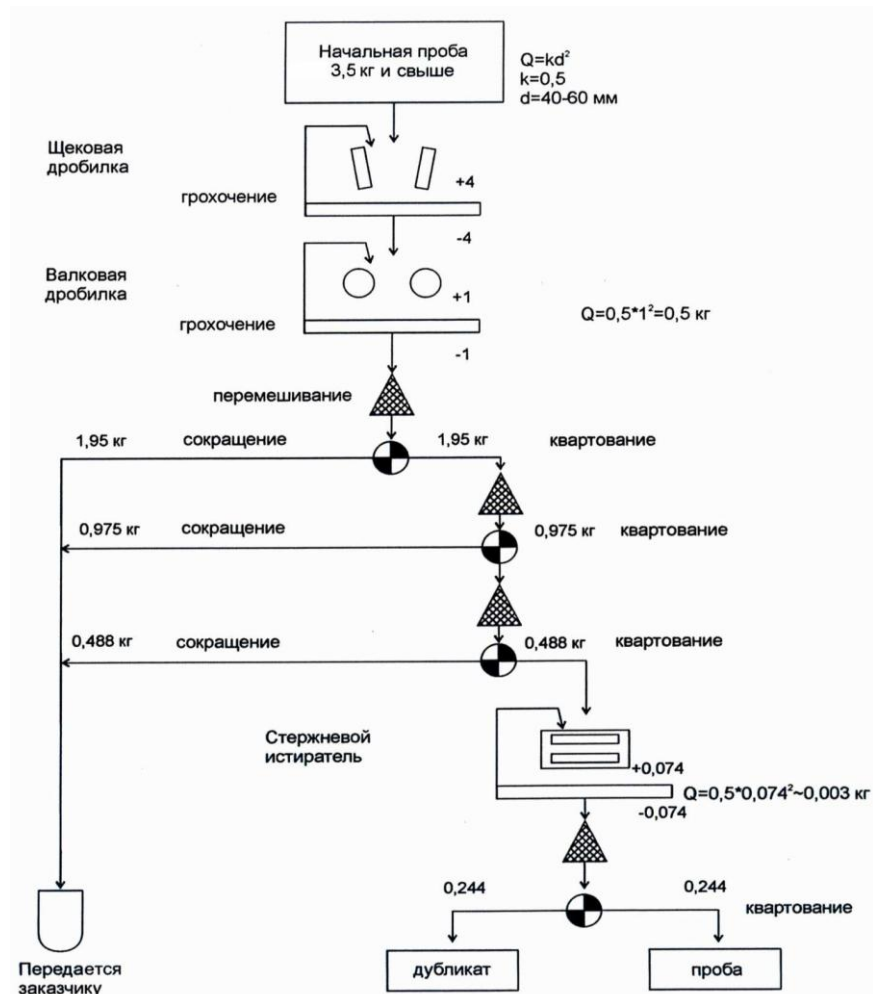 Начальная проба
3,5 кг и свыше
Q=kd²
k=0,5
d=40-60 мм
Щековая
дробилка
+4
грохочение
-4
Валковая
дробилка
+1
Q=0,5*1²=0,5 кг
грохочение
-1
перемешивание
1,95 кг
сокращение
1,95 кг
квартование
0,975 кг
сокращение
0,975 кг
квартование
0,488 кг
сокращение
0,488 кг
квартование
Стержневой
истиратель
+0,074
Q=0,5*0,074²~0,003 кг
-0,074
0,244
0,244
квартование
дубликат
проба
Передается
заказчику